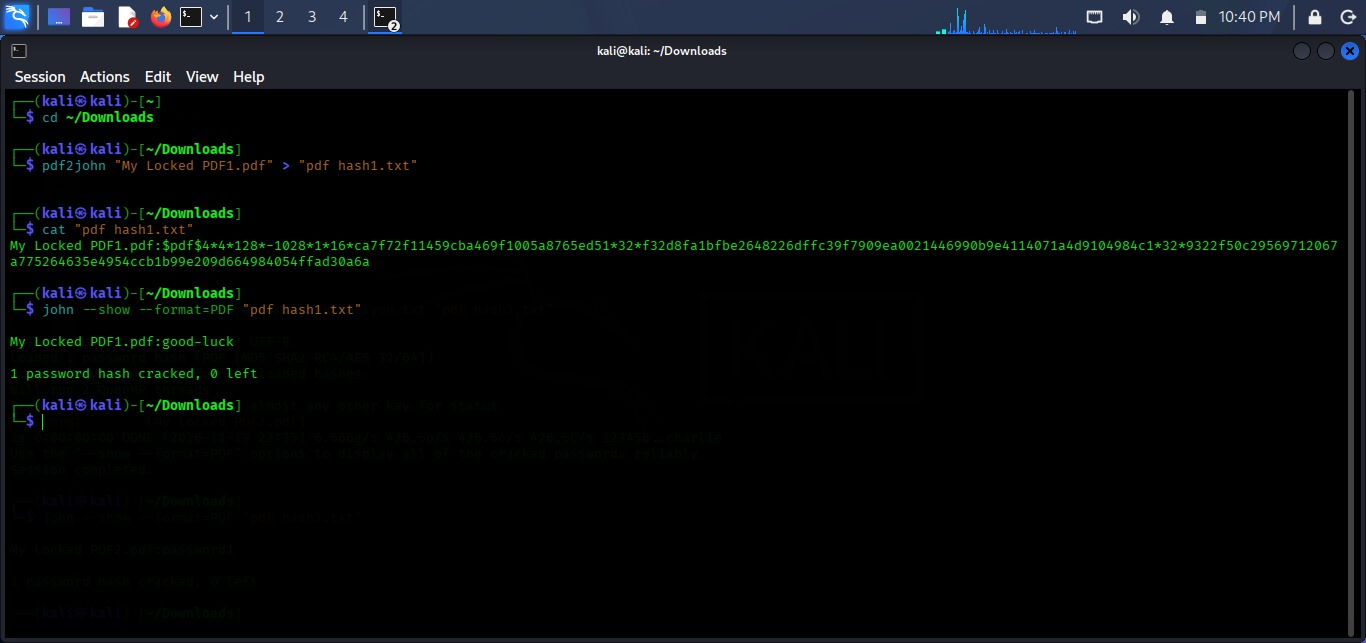 1 2 3 4 2 10:40 PM
kali@kali: ~/Downloads
Session Actions Edit View Help
┌──(kali㉿kali)-[~]
└─$ cd ~/Downloads
┌──(kali㉿kali)-[~/Downloads]
└─$ pdf2john "My Locked PDF1.pdf" > "pdf hash1.txt"
┌──(kali㉿kali)-[~/Downloads]
└─$ cat "pdf hash1.txt"
My Locked PDF1.pdf:$pdf$4*4*128*-1028*1*16*ca7f72f11459cba469f1005a8765ed51*32*f32d8fa1bfbe2648226dffc39f7909ea0021446990b9e4114071a4d9104984c1*32*9322f50c29569712067
a775264635e4954ccb1b99e209d664984054ffad30a6a
┌──(kali㉿kali)-[~/Downloads]
└─$ john --show --format=PDF "pdf hash1.txt"
My Locked PDF1.pdf:good-luck
1 password hash cracked, 0 left
┌──(kali㉿kali)-[~/Downloads]
└─$